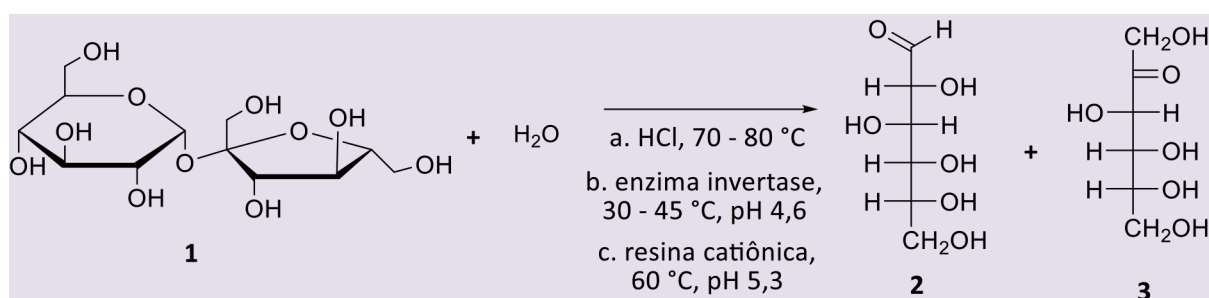 OH
O
OH
OH
OH
O
OH
O
OH
OH
OH
1
+
H₂O
a. HCl, 70 - 80 °C
b. enzima invertase,
30 - 45 °C, pH 4,6
c. resina catiônica,
60 °C, pH 5,3
O H
H OH
HO H
H OH
H OH
CH₂OH
2
+
CH₂OH
O
HO H
H OH
H OH
CH₂OH
3